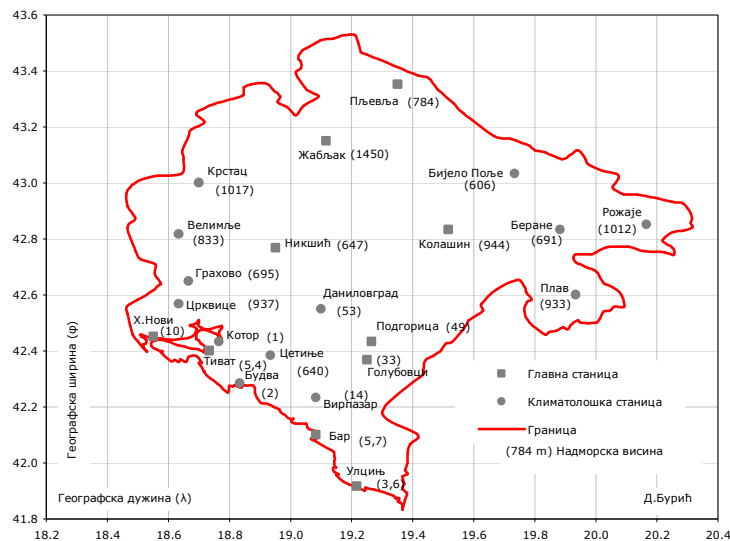 43.6
43.4
43.2
43.0
42.8
42.6
42.4
42.2
42.0
41.8
Географска ширина (φ)
Пљевља (784)
Жабљак (1450)
Крстац
(1017)
Бијело Поље
(606)
Рожаје
(1012)
Велимље
(833)
Никшић (647)
Колашин (944)
Беране
(691)
Грахово (695)
Плав
(933)
Црквице (937)
Даниловград
(53)
Х.Нови
(10)
Котор (1)
Подгорица (49)
Тиват (5,4)
Цетиње
(640)
(33)
Голубовци
Будва
(2)
(14)
Вирпазар
Бар (5,7)
Улцињ
(3,6)
Главна станица
Климатолошка станица
Граница
(784 m) Надморска висина
Географска дужина (λ)
Д.Бурић
18.2 18.4 18.6 18.8 19.0 19.2 19.4 19.6 19.8 20.0 20.2 20.4